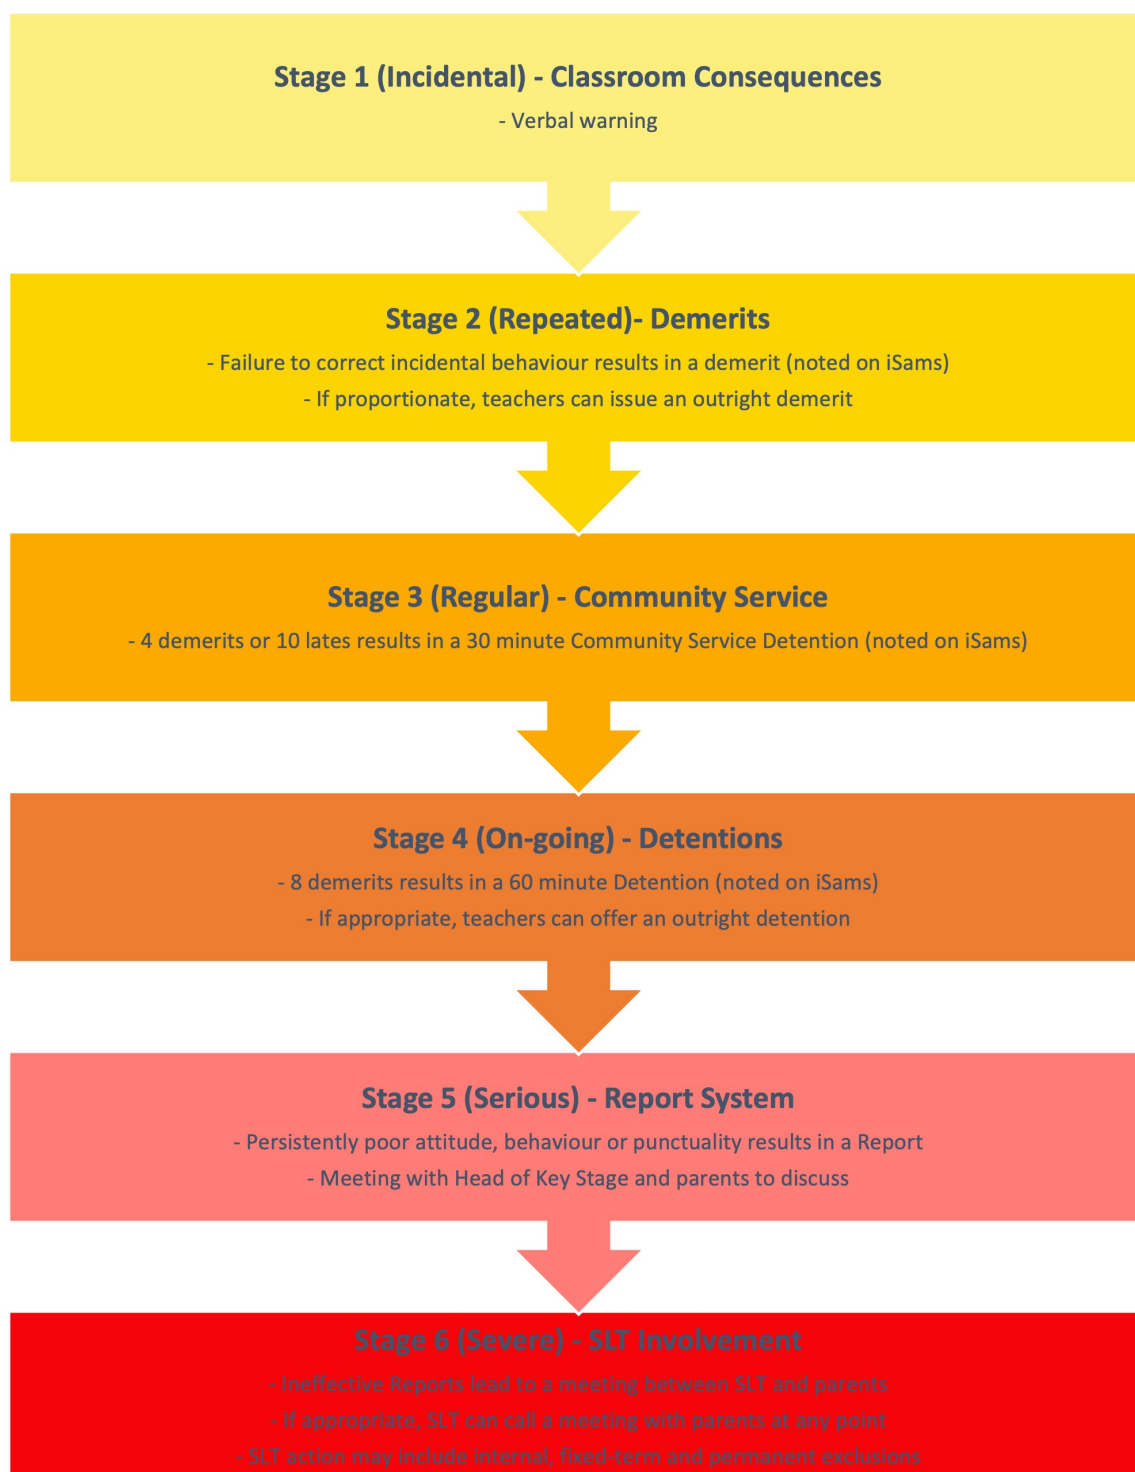 Stage 1 (Incidental) - Classroom Consequences
- Verbal warning
Stage 2 (Repeated)- Demerits
- Failure to correct incidental behaviour results in a demerit (noted on iSams)
- If proportionate, teachers can issue an outright demerit
Stage 3 (Regular) - Community Service
- 4 demerits or 10 lates results in a 30 minute Community Service Detention (noted on iSams)
Stage 4 (On-going) - Detentions
- 8 demerits results in a 60 minute Detention (noted on iSams)
- If appropriate, teachers can offer an outright detention
Stage 5 (Serious) - Report System
- Persistently poor attitude, behaviour or punctuality results in a Report
- Meeting with Head of Key Stage and parents to discuss
Stage 6 (Severe) - SLT Involvement
- Ineffective Reports lead to a meeting between SLT and parents
- If appropriate, SLT can call a meeting with parents at any point
- SLT action may include internal, fixed-term and permanent exclusions